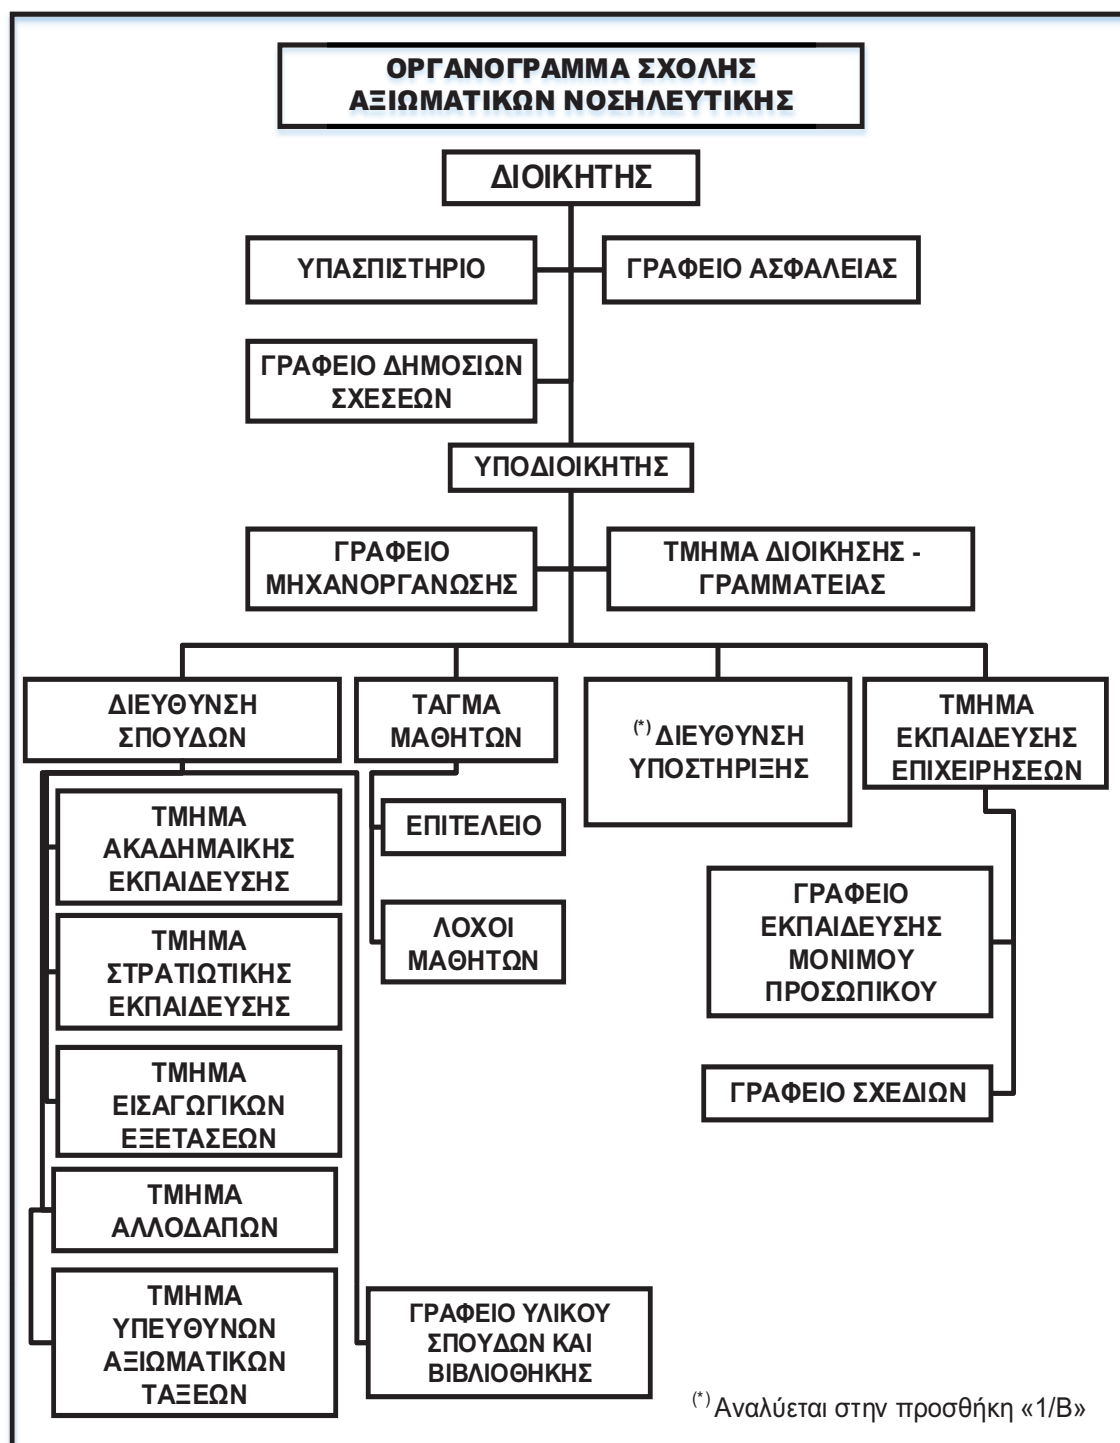 ΟΡΓΑΝΟΓΡΑΜΜΑ ΣΧΟΛΗΣ
ΑΞΙΩΜΑΤΙΚΩΝ ΝΟΣΗΛΕΥΤΙΚΗΣ
ΔΙΟΙΚΗΤΗΣ
ΥΠΑΣΠΙΣΤΗΡΙΟ
ΓΡΑΦΕΙΟ ΑΣΦΑΛΕΙΑΣ
ΓΡΑΦΕΙΟ ΔΗΜΟΣΙΩΝ
ΣΧΕΣΕΩΝ
ΥΠΟΔΙΟΙΚΗΤΗΣ
ΓΡΑΦΕΙΟ
ΜΗΧΑΝΟΡΓΑΝΩΣΗΣ
ΤΜΗΜΑ ΔΙΟΙΚΗΣΗΣ -
ΓΡΑΜΜΑΤΕΙΑΣ
ΔΙΕΥΘΥΝΣΗ
ΣΠΟΥΔΩΝ
ΤΑΓΜΑ
ΜΑΘΗΤΩΝ
(*) ΔΙΕΥΘΥΝΣΗ
ΥΠΟΣΤΗΡΙΞΗΣ
ΤΜΗΜΑ
ΕΚΠΑΙΔΕΥΣΗΣ
ΕΠΙΧΕΙΡΗΣΕΩΝ
ΤΜΗΜΑ
ΑΚΑΔΗΜΑΙΚΗΣ
ΕΚΠΑΙΔΕΥΣΗΣ
ΤΜΗΜΑ
ΣΤΡΑΤΙΩΤΙΚΗΣ
ΕΚΠΑΙΔΕΥΣΗΣ
ΤΜΗΜΑ
ΕΙΣΑΓΩΓΙΚΩΝ
ΕΞΕΤΑΣΕΩΝ
ΤΜΗΜΑ
ΑΛΛΟΔΑΠΩΝ
ΤΜΗΜΑ
ΥΠΕΥΘΥΝΩΝ
ΑΞΙΩΜΑΤΙΚΩΝ
ΤΑΞΕΩΝ
ΓΡΑΦΕΙΟ ΥΛΙΚΟΥ
ΣΠΟΥΔΩΝ ΚΑΙ
ΒΙΒΛΙΟΘΗΚΗΣ
ΕΠΙΤΕΛΕΙΟ
ΛΟΧΟΙ
ΜΑΘΗΤΩΝ
ΓΡΑΦΕΙΟ
ΕΚΠΑΙΔΕΥΣΗΣ
ΜΟΝΙΜΟΥ
ΠΡΟΣΩΠΙΚΟΥ
ΓΡΑΦΕΙΟ ΣΧΕΔΙΩΝ
(*) Αναλύεται στην προσθήκη «1/Β»